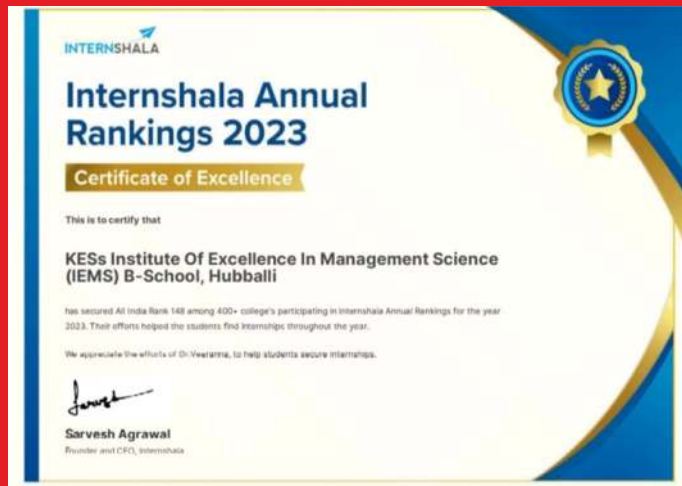 INTERNSHALA
Internshala Annual
Rankings 2023
Certificate of Excellence
This is to certify that
KESs Institute Of Excellence In Management Science
(IEMS) B-School, Hubballi
has secured All India Rank 148 among 400+ college's participating in Internshala Annual Rankings for the year
2023. Their efforts helped the students find internships throughout the year.
We appreciate the efforts of Dr.Veeranna, to help students secure internships.
Sarvesh Agrawal
Founder and CEO, Internshala